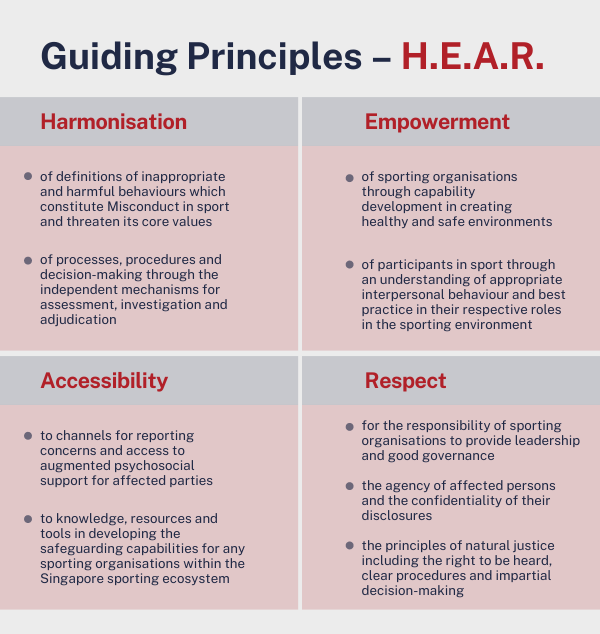 Guiding Principles – H.E.A.R.
Harmonisation
of definitions of inappropriate
and harmful behaviours which
constitute Misconduct in sport
and threaten its core values
of processes, procedures and
decision-making through the
independent mechanisms for
assessment, investigation and
adjudication
Empowerment
of sporting organisations
through capability
development in creating
healthy and safe environments
of participants in sport through
an understanding of appropriate
interpersonal behaviour and best
practice in their respective roles
in the sporting environment
Accessibility
to channels for reporting
concerns and access to
augmented psychosocial
support for affected parties
to knowledge, resources and
tools in developing the
safeguarding capabilities for any
sporting organisations within the
Singapore sporting ecosystem
Respect
for the responsibility of sporting
organisations to provide leadership
and good governance
the agency of affected persons
and the confidentiality of their
disclosures
the principles of natural justice
including the right to be heard,
clear procedures and impartial
decision-making